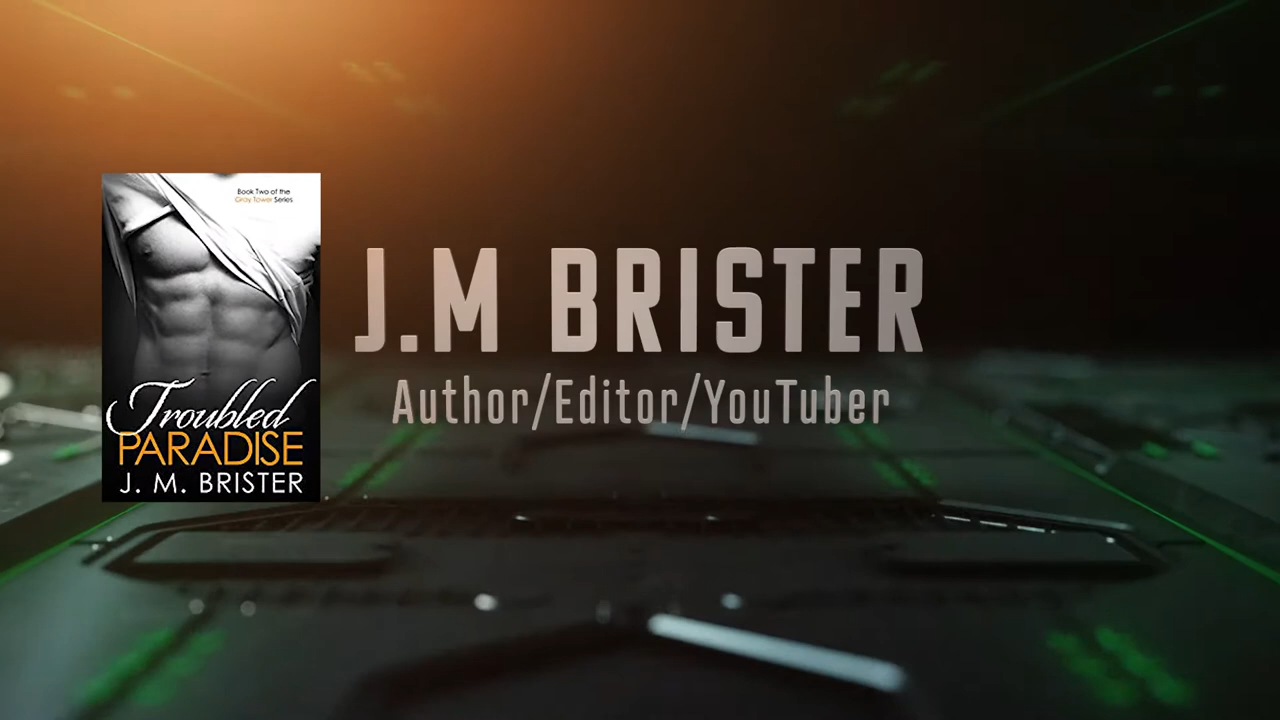 Book Two of the
Gray Tower Series
Troubled
PARADISE
J. M. BRISTER
J.M BRISTER
Author/Editor/YouTuber